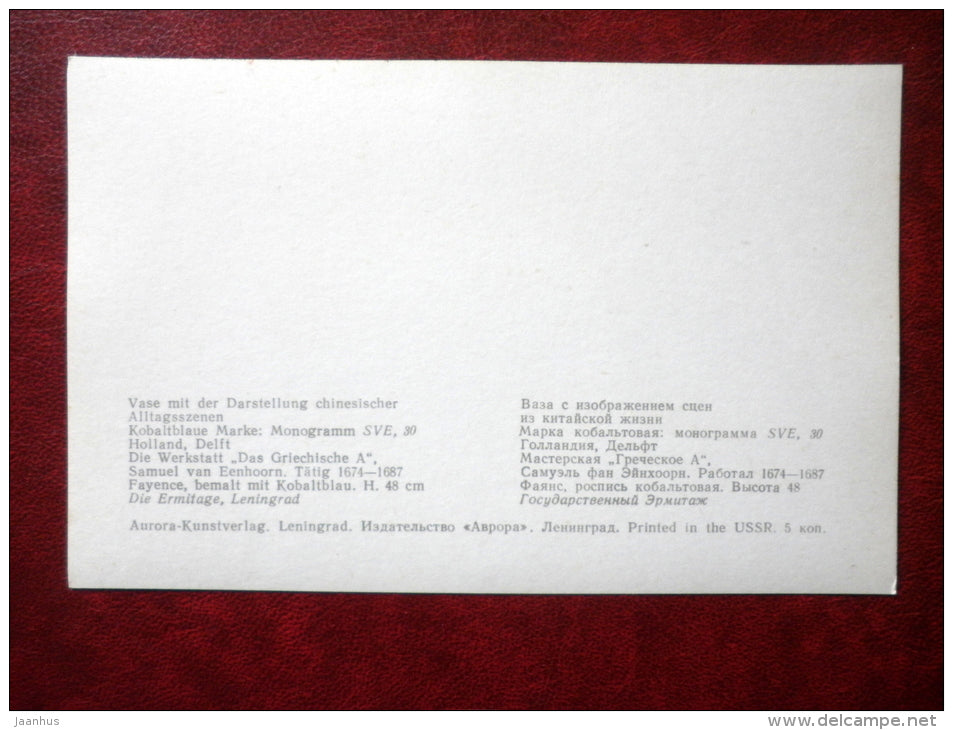 Vase mit der Darstellung chinesischer
Alltagsszenen
Kobaltblaue Marke: Monogramm SVE, 30
Holland, Delft
Die Werkstatt „Das Griechische A“,
Samuel van Eenhoorn. Tätig 1674—1687
Fayence, bemalt mit Kobaltblau. H. 48 cm
Die Ermitage, Leningrad
Ваза с изображением сцен
из китайской жизни
Марка кобальтовая: монограмма SVE, 30
Голландия, Дельфт
Мастерская „Греческое А“,
Самуэль фан Эйнхоорн. Работал 1674—1687
Фаянс, роспись кобальтовая. Высота 48
Государственный Эрмитаж
Aurora-Kunstverlag. Leningrad. Издательство «Аврора». Ленинград. Printed in the USSR. 5 коп.
Jaanhus
www.delcampe.net